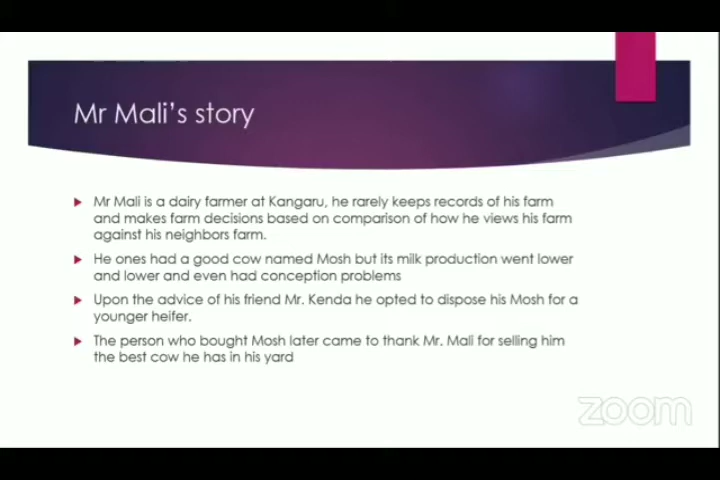 Mr Mali's story
Mr Mali is a dairy farmer at Kangaru, he rarely keeps records of his farm
and makes farm decisions based on comparison of how he views his farm
against his neighbors farm.
He ones had a good cow named Mosh but its milk production went lower
and lower and even had conception problems
Upon the advice of his friend Mr. Kenda he opted to dispose his Mosh for a
younger heifer.
The person who bought Mosh later came to thank Mr. Mali for selling him
the best cow he has in his yard
zoom